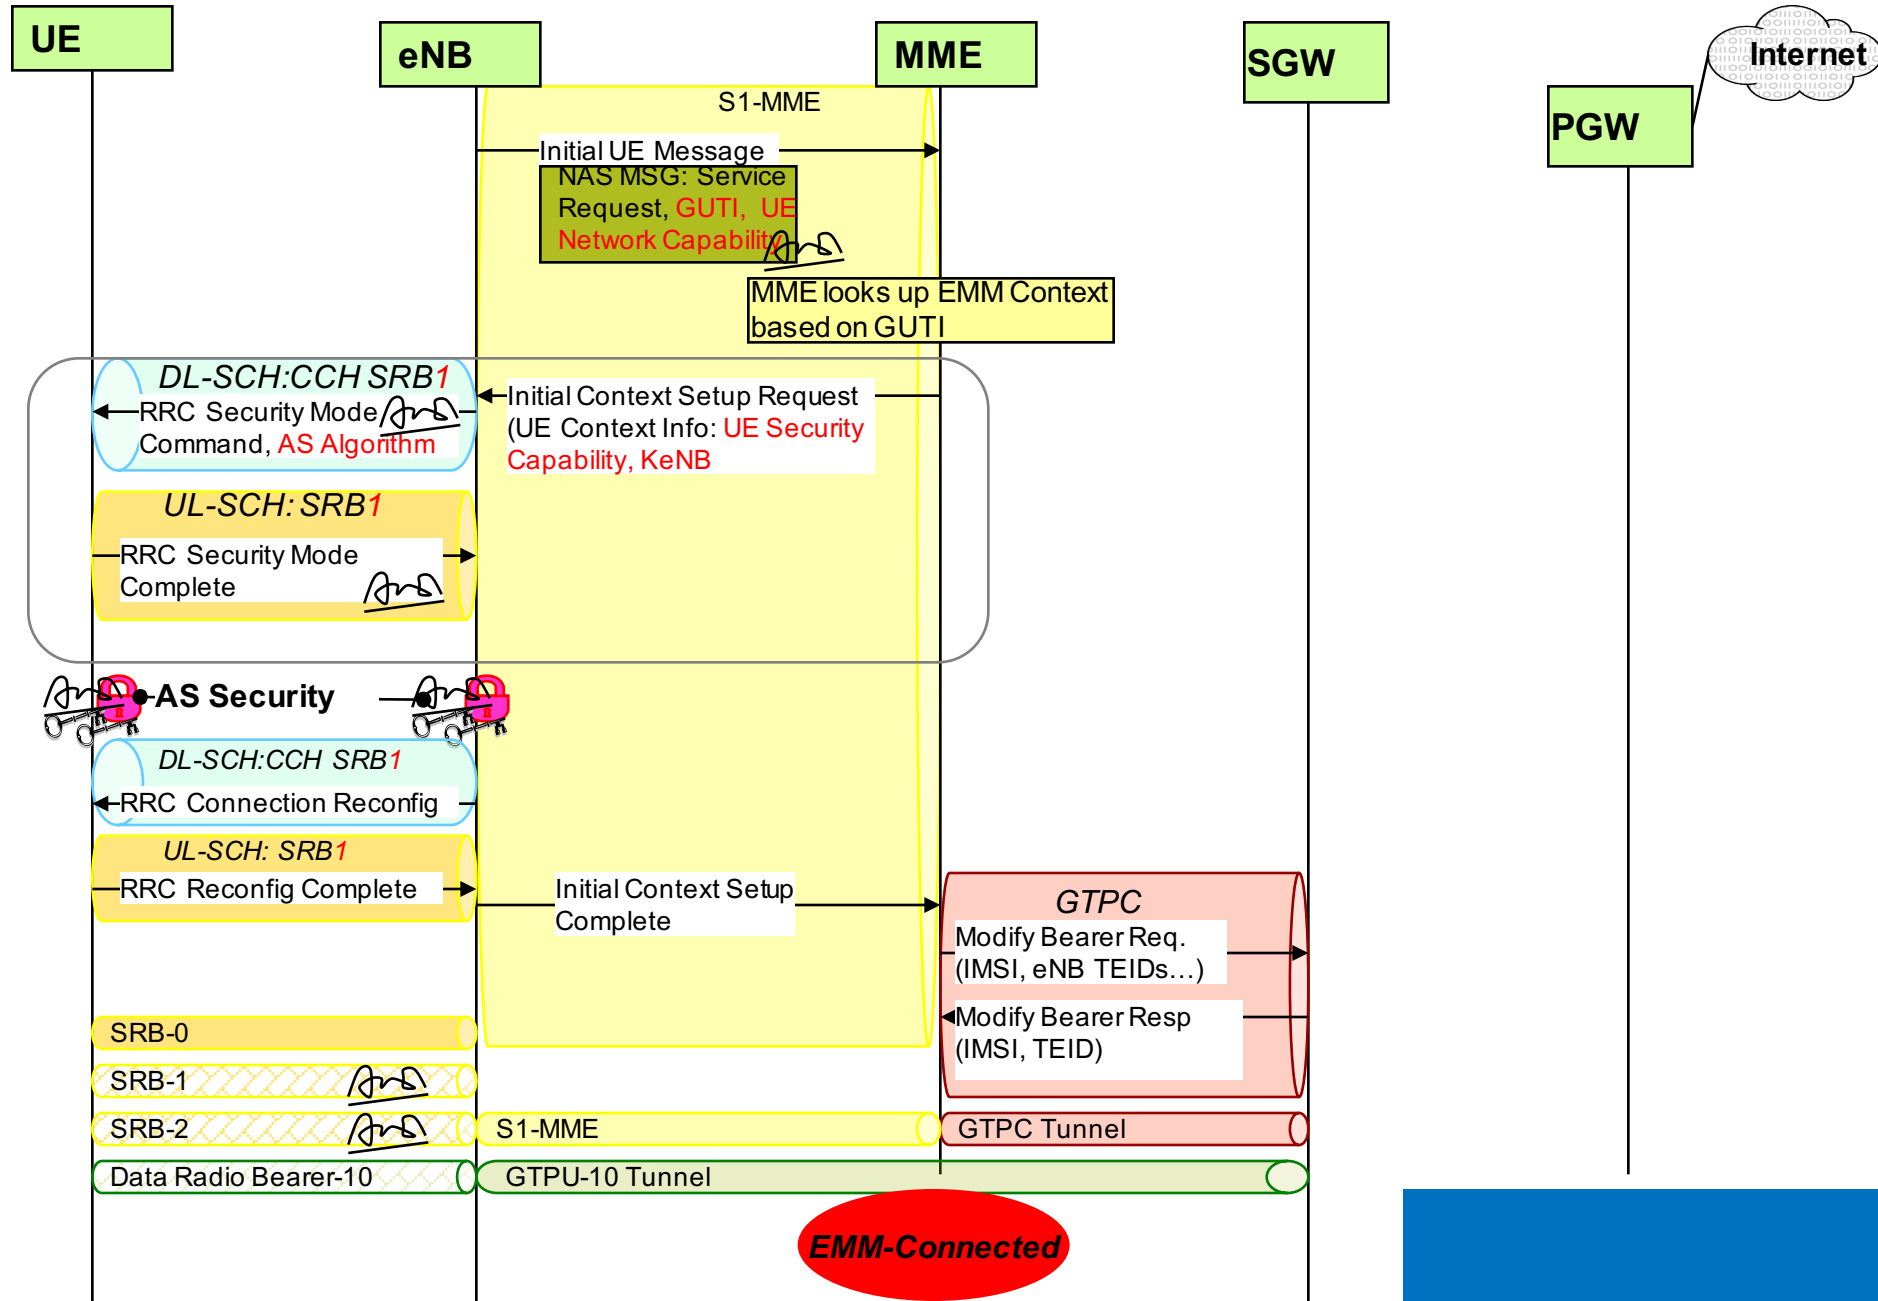 UE
eNB
MME
SGW
PGW
Internet
S1-MME
Initial UE Message
NAS MSG: Service
Request, GUTI, UE
Network Capability
MME looks up EMM Context
based on GUTI
DL-SCH:CCH SRB1
RRC Security Mode
Command, AS Algorithm
Initial Context Setup Request
(UE Context Info: UE Security
Capability, KeNB
UL-SCH: SRB1
RRC Security Mode
Complete
AS Security
DL-SCH:CCH SRB1
RRC Connection Reconfig
UL-SCH: SRB1
RRC Reconfig Complete
Initial Context Setup
Complete
GTPC
Modify Bearer Req.
(IMSI, eNB TEIDs...)
Modify Bearer Resp
(IMSI, TEID)
SRB-0
SRB-1
SRB-2
S1-MME
GTPC Tunnel
Data Radio Bearer-10
GTPU-10 Tunnel
EMM-Connected